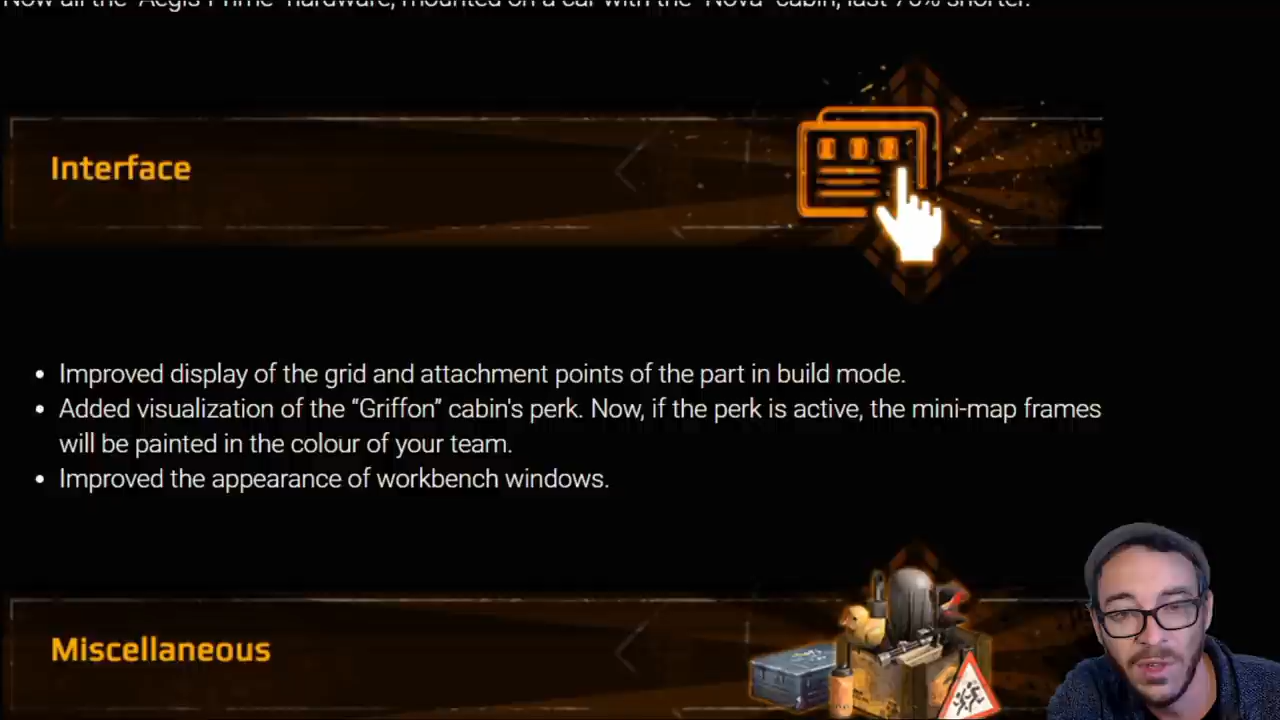 Now all the "Aegis-Prime" hardware, mounted on a car with the "Nova" cabin, last 70% shorter.
Interface
• Improved display of the grid and attachment points of the part in build mode.
• Added visualization of the “Griffon” cabin's perk. Now, if the perk is active, the mini-map frames
will be painted in the colour of your team.
• Improved the appearance of workbench windows.
Miscellaneous